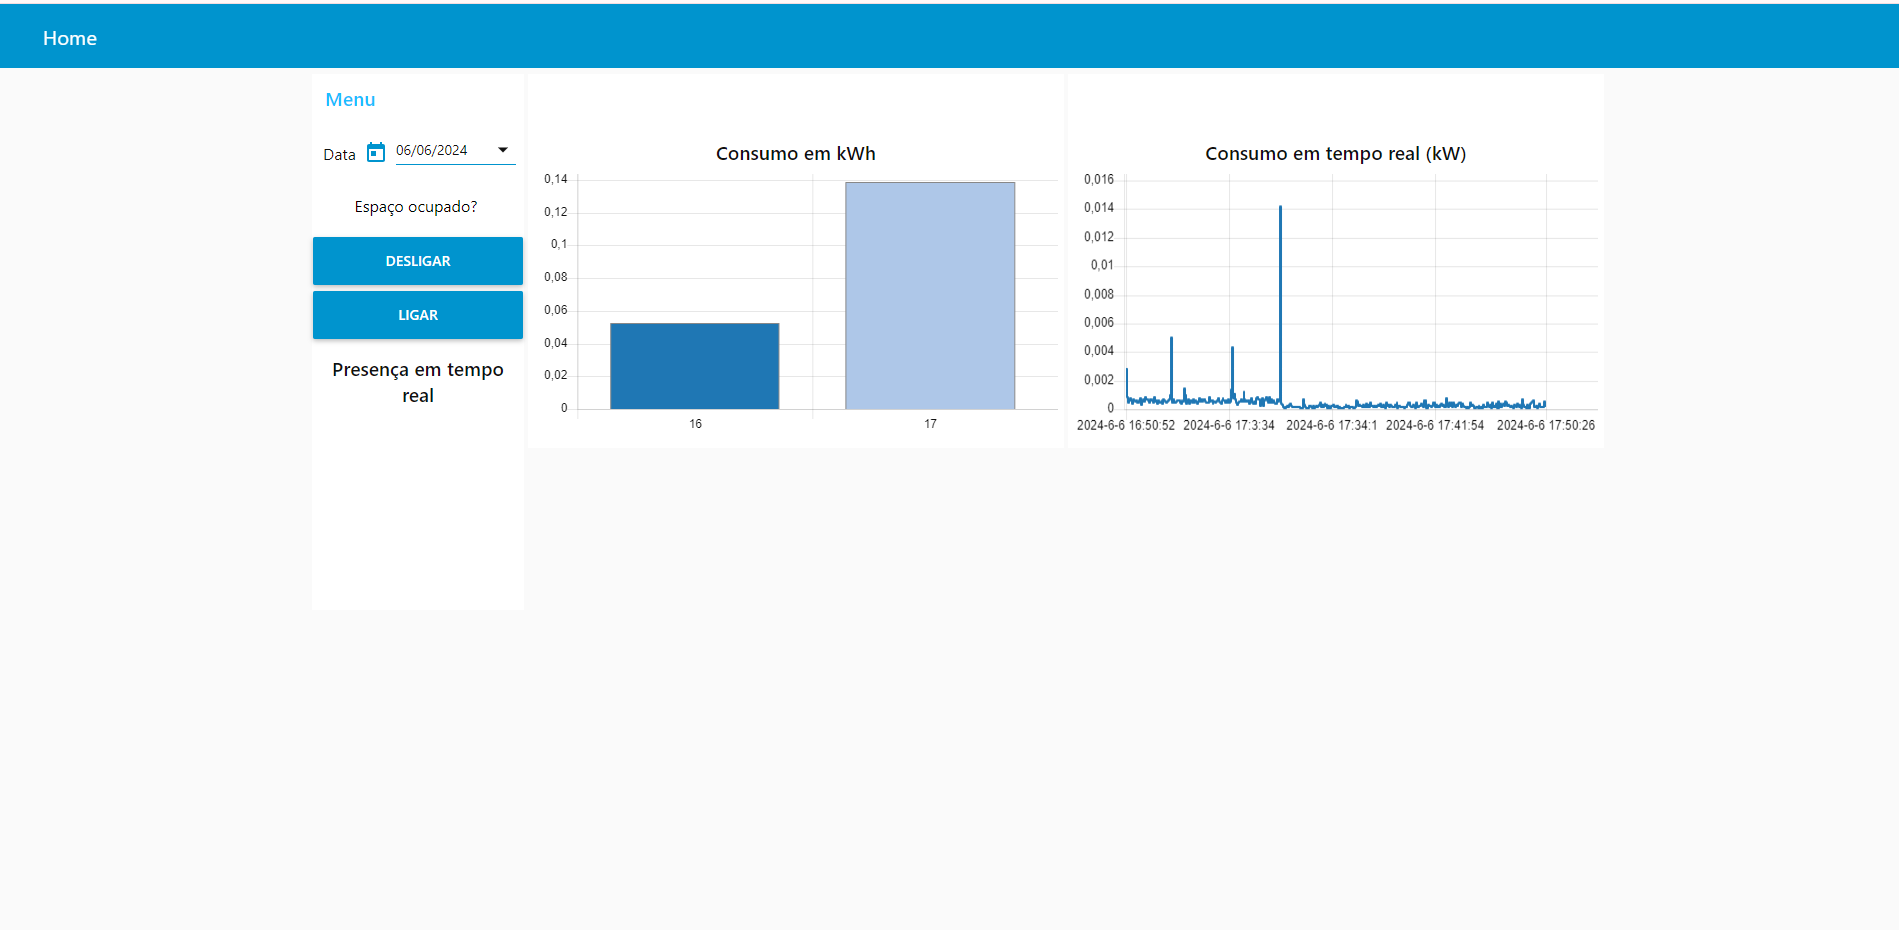 Home
Menu
Data 06/06/2024
Espaço ocupado?
DESLIGAR
LIGAR
Presença em tempo
real
Consumo em kWh
0,14
0,12
0,1
0,08
0,06
0,04
0,02
0
16 17
Consumo em tempo real (kW)
0,016
0,014
0,012
0,01
0,008
0,006
0,004
0,002
0
2024-6-6 16:50:52 2024-6-6 17:3:34 2024-6-6 17:34:1 2024-6-6 17:41:54 2024-6-6 17:50:26